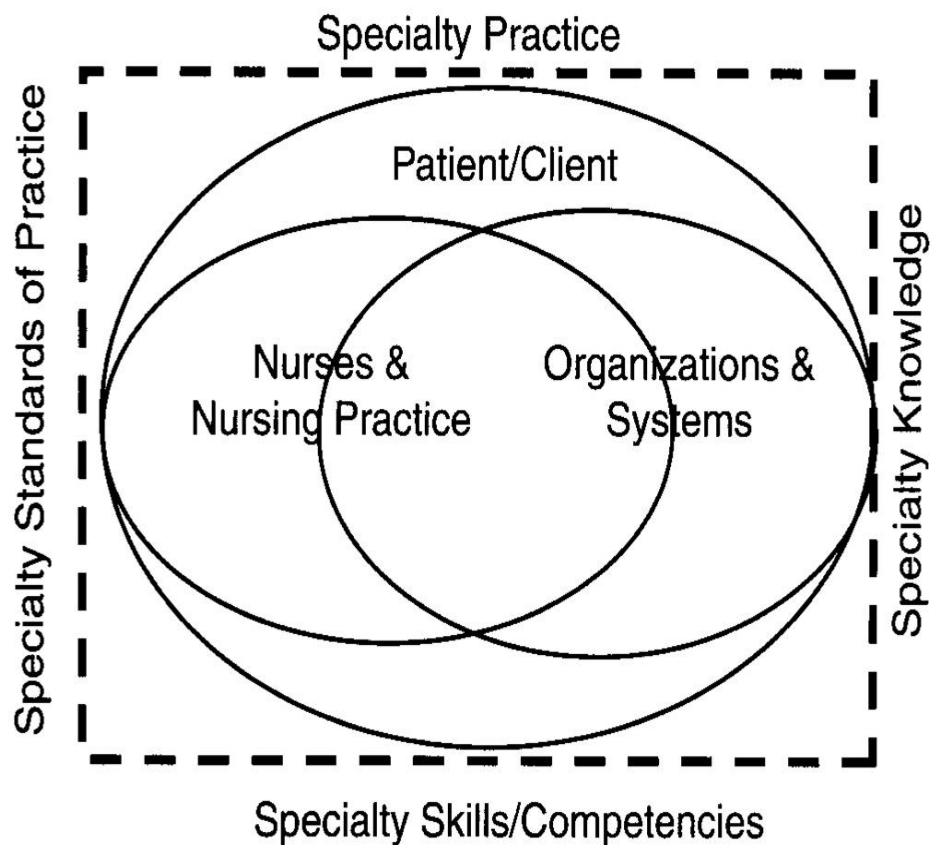 Specialty Practice
Specialty Standards of Practice
Patient/Client
Nurses &
Nursing Practice
Organizations &
Systems
Specialty Knowledge
Specialty Skills/Competencies